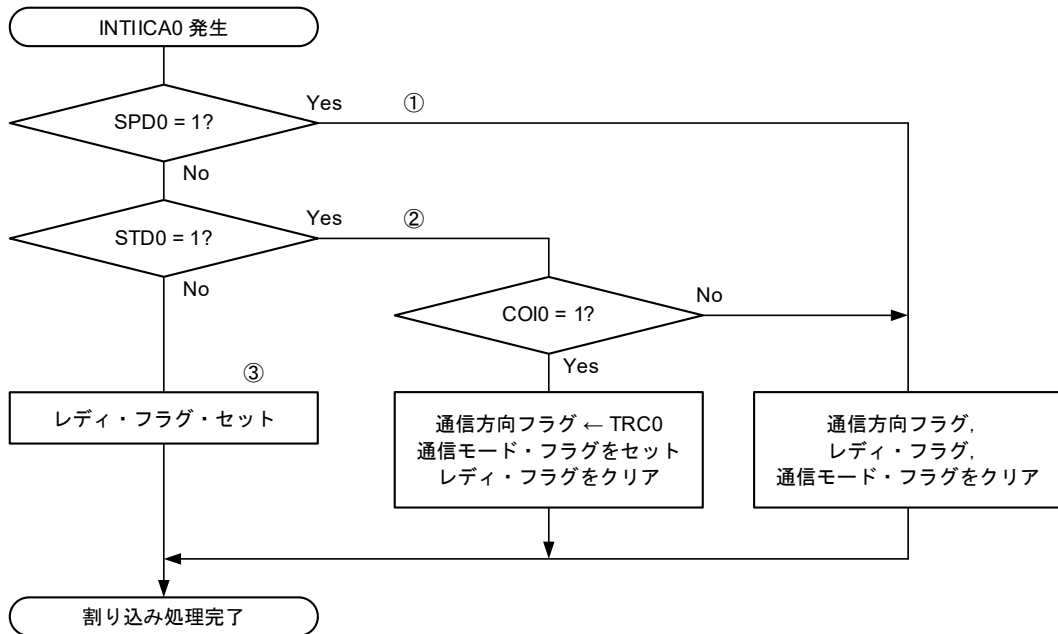 INTIICA0 発生
Yes
①
SPD0 = 1?
No
Yes
②
STD0 = 1?
No
COI0 = 1?
No
Yes
③
レディ・フラグ・セット
通信方向フラグ ← TRC0
通信モード・フラグをセット
レディ・フラグをクリア
通信方向フラグ,
レディ・フラグ,
通信モード・フラグをクリア
割り込み処理完了